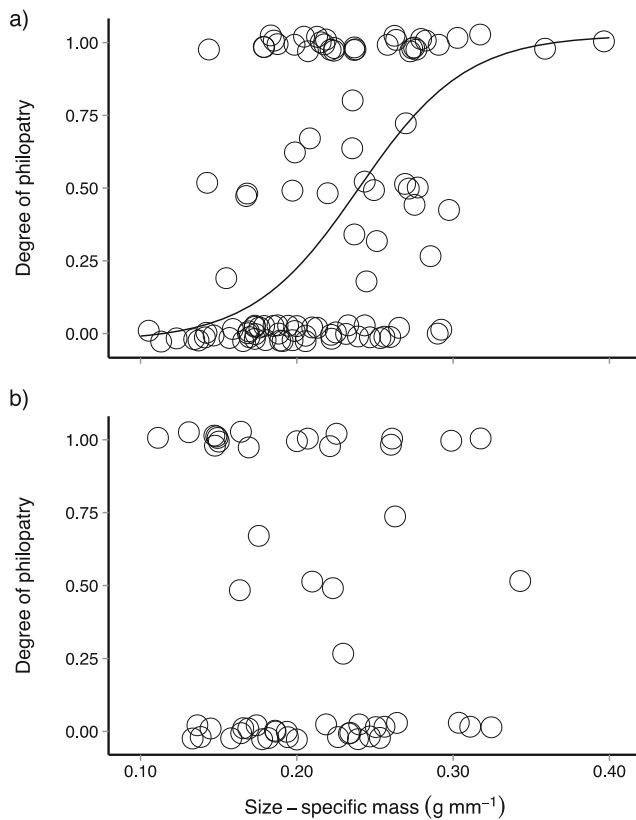 a)
Degree of philopatry
1.00
0.75
0.50
0.25
0.00
b)
Degree of philopatry
1.00
0.75
0.50
0.25
0.00
0.10 0.20 0.30 0.40
Size – specific mass (g mm⁻¹)